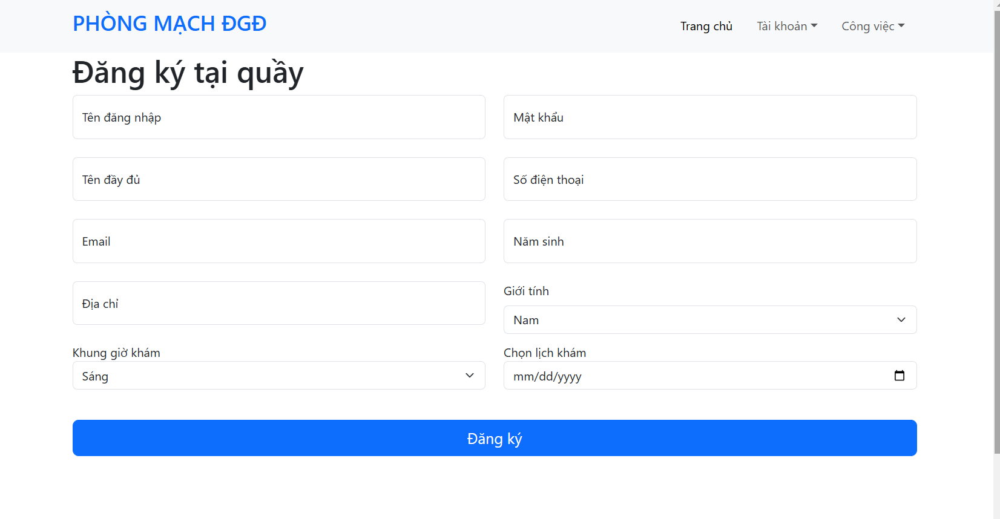 PHÒNG MẠCH ĐGĐ
Trang chủ Tài khoản Công việc
Đăng ký tại quầy
Tên đăng nhập Mật khẩu
Tên đầy đủ Số điện thoại
Email Năm sinh
Địa chỉ Giới tính
Nam
Khung giờ khám Chọn lịch khám
Sáng mm/dd/yyyy
Đăng ký